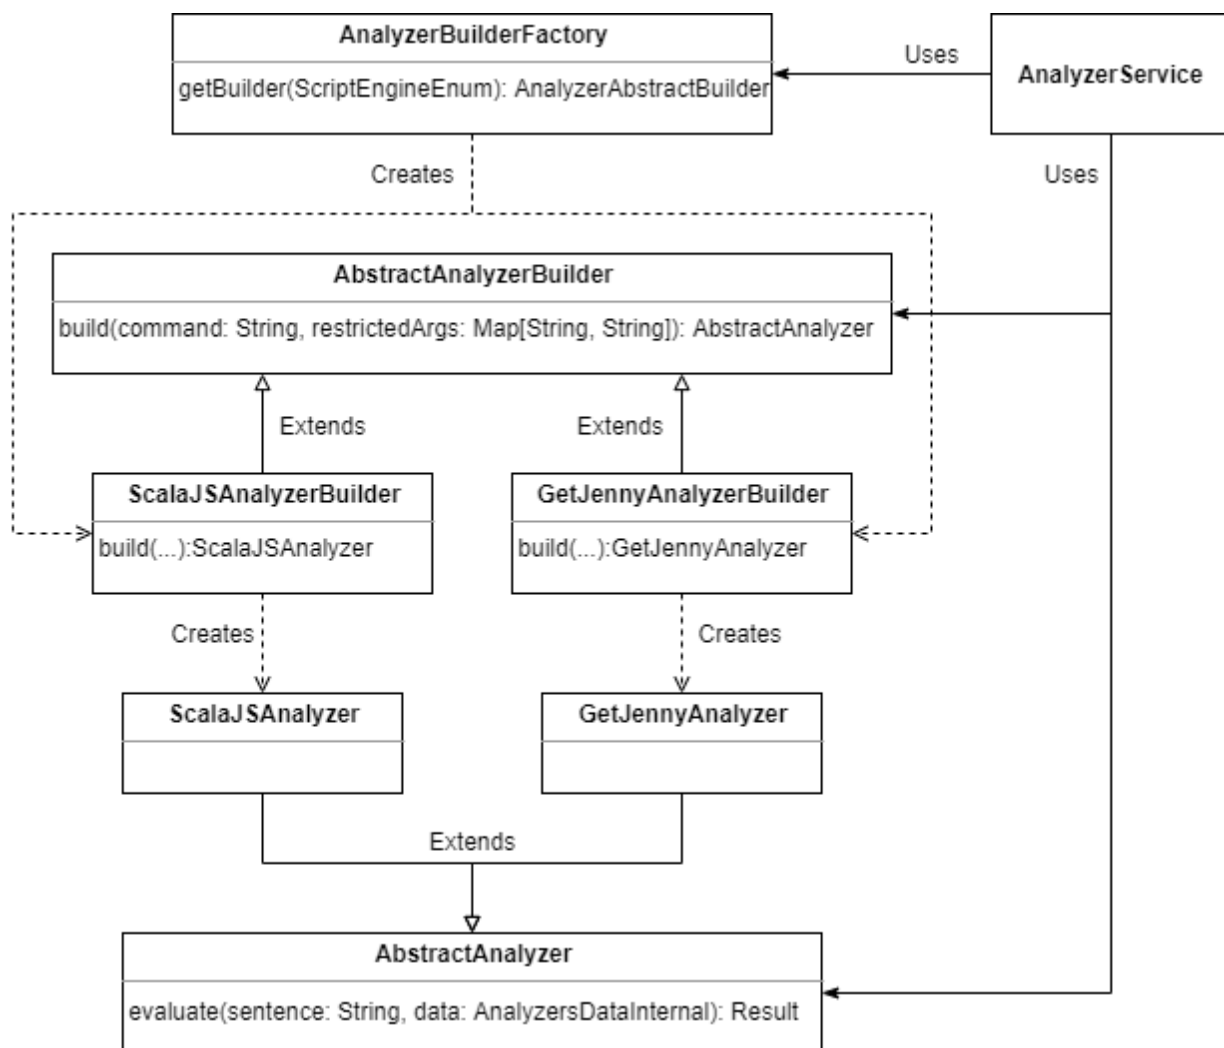 AnalyzerBuilderFactory
getBuilder(ScriptEngineEnum): AnalyzerAbstractBuilder
Uses
AnalyzerService
Creates
Uses
AbstractAnalyzerBuilder
build(command: String, restrictedArgs: Map[String, String]): AbstractAnalyzer
Extends
Extends
ScalaJSAnalyzerBuilder
build(...):ScalaJSAnalyzer
GetJennyAnalyzerBuilder
build(...):GetJennyAnalyzer
Creates
Creates
ScalaJSAnalyzer
GetJennyAnalyzer
Extends
AbstractAnalyzer
evaluate(sentence: String, data: AnalyzersDataInternal): Result